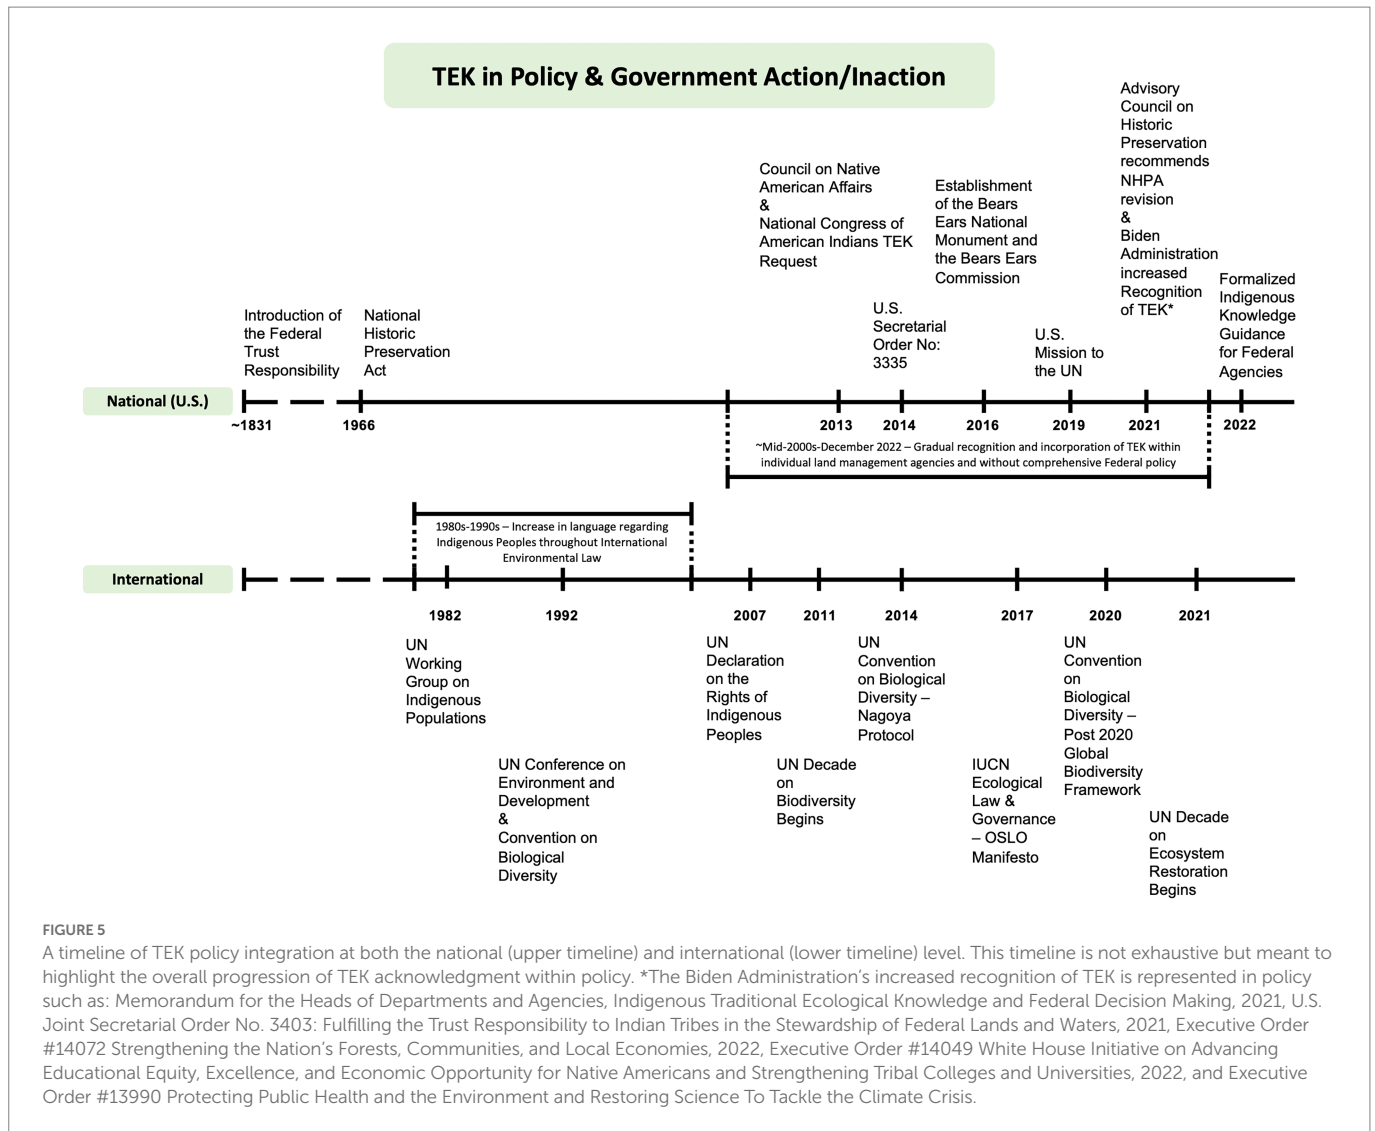 TEK in Policy & Government Action/Inaction
Advisory
Council on
Historic
Preservation
recommends
NHPA
revision
&
Biden
Administration
increased
Recognition
of TEK*
Council on Native
American Affairs
&
National Congress of
American Indians TEK
Request
Establishment
of the Bears
Ears National
Monument and
the Bears Ears
Commission
Formalized
Indigenous
Knowledge
Guidance
for Federal
Agencies
Introduction of
the Federal
Trust
Responsibility
National
Historic
Preservation
Act
U.S.
Secretarial
Order No:
3335
U.S.
Mission to
the UN
National (U.S.)
~1831
1966
2013
2014
2016
2019
2021
2022
~Mid-2000s-December 2022 – Gradual recognition and incorporation of TEK within
individual land management agencies and without comprehensive Federal policy
1980s-1990s – Increase in language regarding
Indigenous Peoples throughout International
Environmental Law
International
1982
1992
2007
2011
2014
2017
2020
2021
UN
Working
Group on
Indigenous
Populations
UN Conference on
Environment and
Development
&
Convention on
Biological
Diversity
UN
Declaration
on the
Rights of
Indigenous
Peoples
UN Decade
on
Biodiversity
Begins
UN
Convention
on Biological
Diversity –
Nagoya
Protocol
IUCN
Ecological
Law &
Governance
– OSLO
Manifesto
UN
Convention
on
Biological
Diversity –
Post 2020
Global
Biodiversity
Framework
UN Decade
on
Ecosystem
Restoration
Begins
FIGURE 5
A timeline of TEK policy integration at both the national (upper timeline) and international (lower timeline) level. This timeline is not exhaustive but meant to
highlight the overall progression of TEK acknowledgment within policy. *The Biden Administration's increased recognition of TEK is represented in policy
such as: Memorandum for the Heads of Departments and Agencies, Indigenous Traditional Ecological Knowledge and Federal Decision Making, 2021, U.S.
Joint Secretarial Order No. 3403: Fulfilling the Trust Responsibility to Indian Tribes in the Stewardship of Federal Lands and Waters, 2021, Executive Order
#14072 Strengthening the Nation's Forests, Communities, and Local Economies, 2022, Executive Order #14049 White House Initiative on Advancing
Educational Equity, Excellence, and Economic Opportunity for Native Americans and Strengthening Tribal Colleges and Universities, 2022, and Executive
Order #13990 Protecting Public Health and the Environment and Restoring Science To Tackle the Climate Crisis.